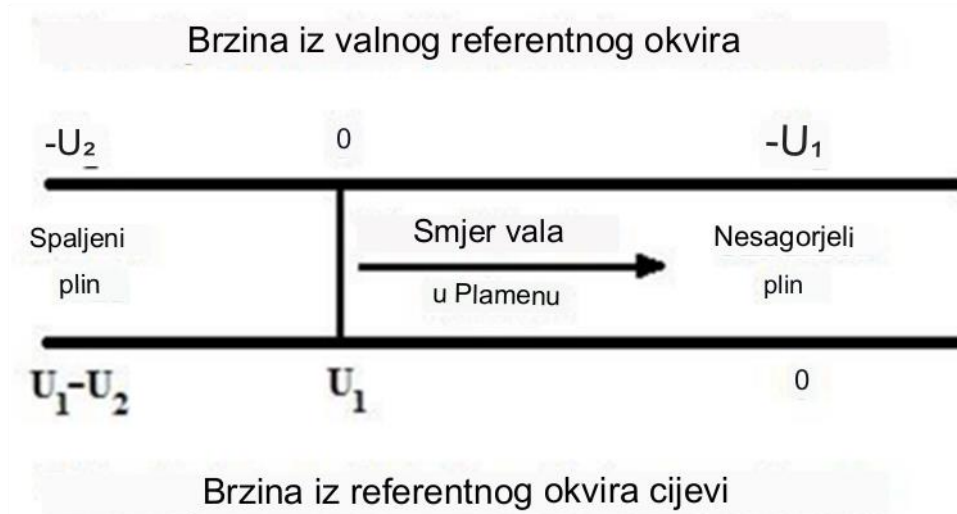 Brzina iz valnog referentnog okvira
-U₂ 0 -U₁
Spaljeni plin
Smjer vala
u Plamenu
Nesagorjeli plin
U₁-U₂ U₁ 0
Brzina iz referentnog okvira cijevi